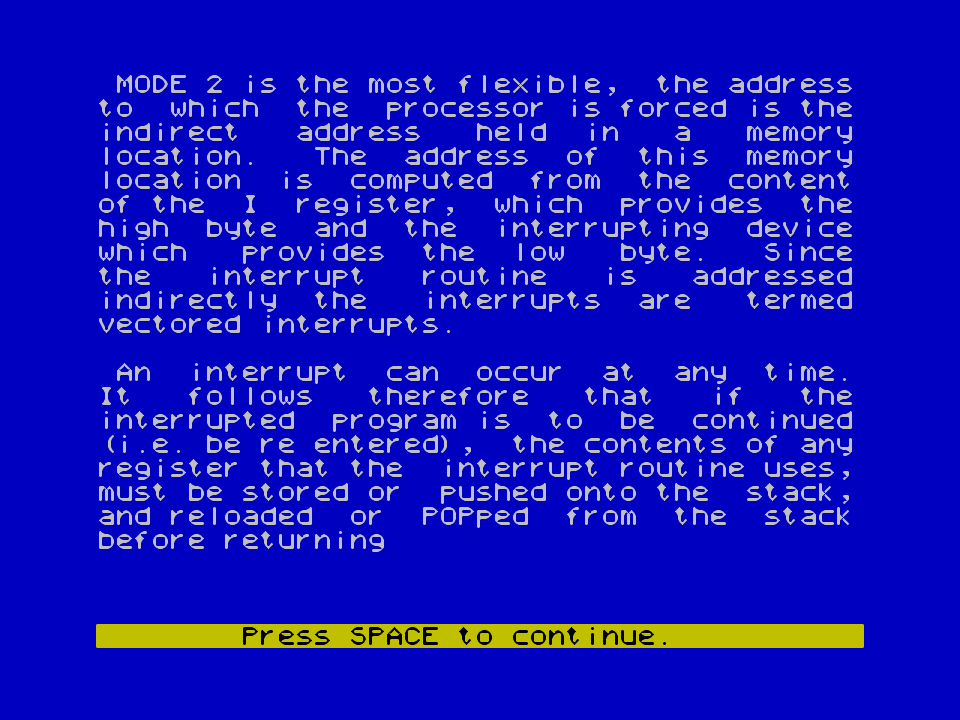 MODE 2 is the most flexible, the address
to which the processor is forced is the
indirect address held in a memory
location. The address of this memory
location is computed from the content
of the I register, which provides the
high byte and the interrupting device
which provides the low byte. Since
the interrupt routine is addressed
indirectly the interrupts are termed
vectored interrupts.
An interrupt can occur at any time.
It follows therefore that if the
interrupted program is to be continued
(i.e. be re entered), the contents of any
register that the interrupt routine uses,
must be stored or pushed onto the stack,
and reloaded or POPped from the stack
before returning
Press SPACE to continue.